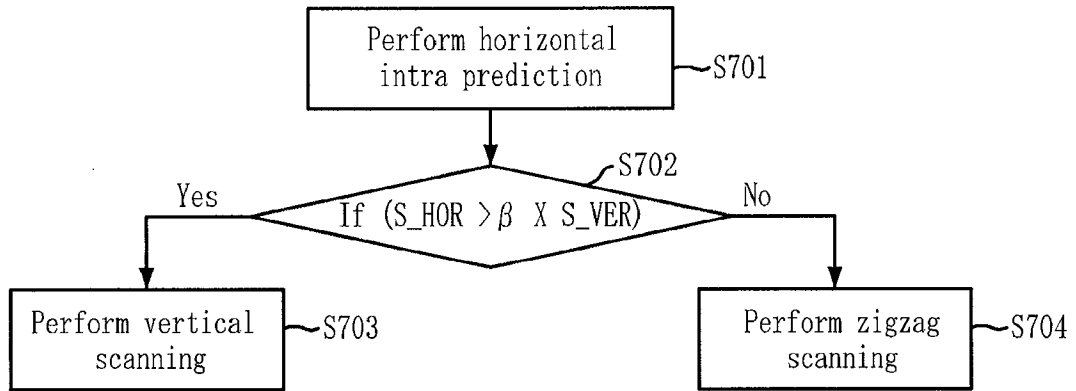 Perform horizontal
intra prediction
S701
S702
Yes
If (S_HOR > β X S_VER)
No
Perform vertical
scanning
S703
Perform zigzag
scanning
S704